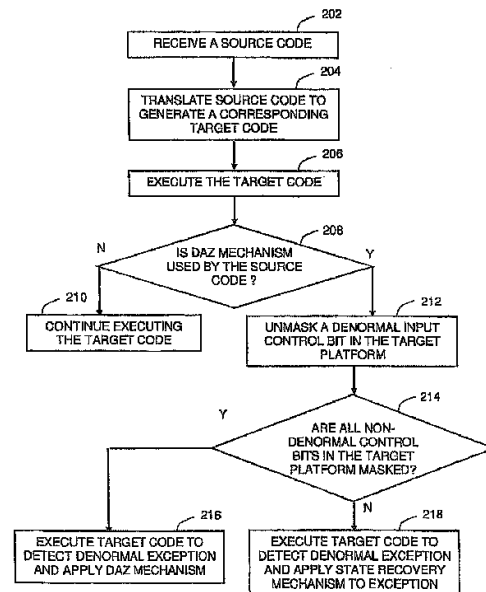 202
RECEIVE A SOURCE CODE
204
TRANSLATE SOURCE CODE TO
GENERATE A CORRESPONDING
TARGET CODE
206
EXECUTE THE TARGET CODE
208
N
IS DAZ MECHANISM
USED BY THE SOURCE
CODE ?
Y
210
CONTINUE EXECUTING
THE TARGET CODE
212
UNMASK A DENORMAL INPUT
CONTROL BIT IN THE TARGET
PLATFORM
214
Y
ARE ALL NON-
DENORMAL CONTROL
BITS IN THE TARGET
PLATFORM MASKED?
N
216
EXECUTE TARGET CODE TO
DETECT DENORMAL EXCEPTION
AND APPLY DAZ MECHANISM
218
EXECUTE TARGET CODE TO
DETECT DENORMAL EXCEPTION
AND APPLY STATE RECOVERY
MECHANISM TO EXCEPTION